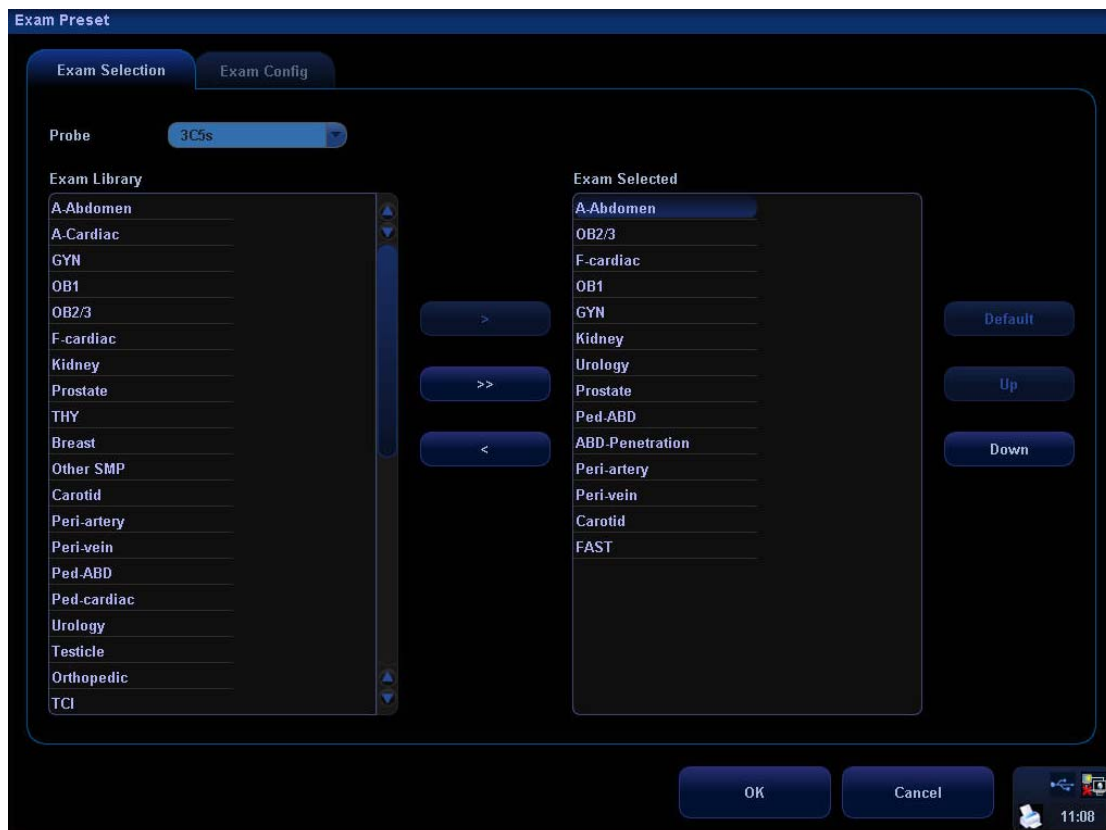 Exam Preset
Exam Selection
Exam Config
Probe
3C5s
Exam Library
A-Abdomen
A-Cardiac
GYN
OB1
OB2/3
F-cardiac
Kidney
Prostate
THY
Breast
Other SMP
Carotid
Peri-artery
Peri-vein
Ped-ABD
Ped-cardiac
Urology
Testicle
Orthopedic
TCI
>
>>
<
Exam Selected
A-Abdomen
OB2/3
F-cardiac
OB1
GYN
Kidney
Urology
Prostate
Ped-ABD
ABD-Penetration
Peri-artery
Peri-vein
Carotid
FAST
Default
Up
Down
OK
Cancel
11:08